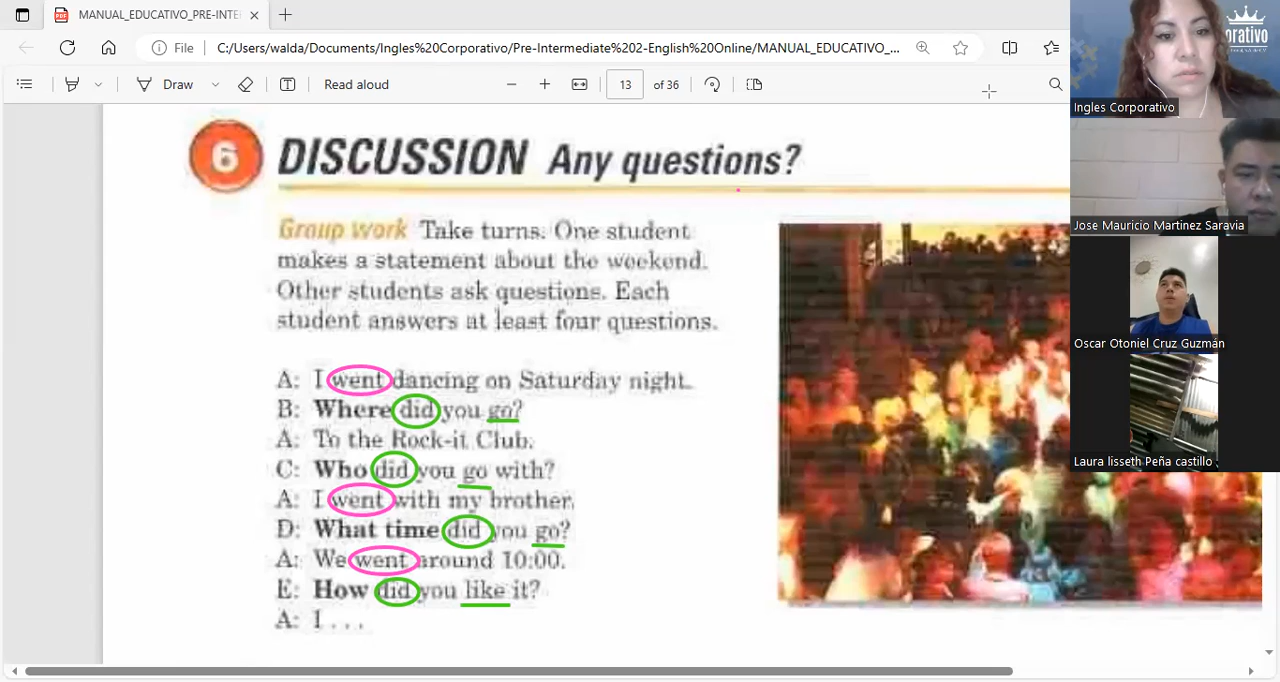 MANUAL_EDUCATIVO_PRE-INTE
File
C:/Users/walda/Documents/Ingles%20Corporativo/Pre-Intermediate%202-English%20Online/MANUAL_EDUCATIVO_...
Draw
Read aloud
13
of 36
6
DISCUSSION Any questions?
Group work Take turns. One student
makes a statement about the weekend.
Other students ask questions. Each
student answers at least four questions.
A: I went dancing on Saturday night.
B: Where did you go?
A: To the Rock-it Club.
C: Who did you go with?
A: I went with my brother.
D: What time did you go?
A: We went around 10:00.
E: How did you like it?
A: I . . .
orativo
Ingles Corporativo
Jose Mauricio Martinez Saravia
Oscar Otoniel Cruz Guzmán
Laura lisseth Peña castillo